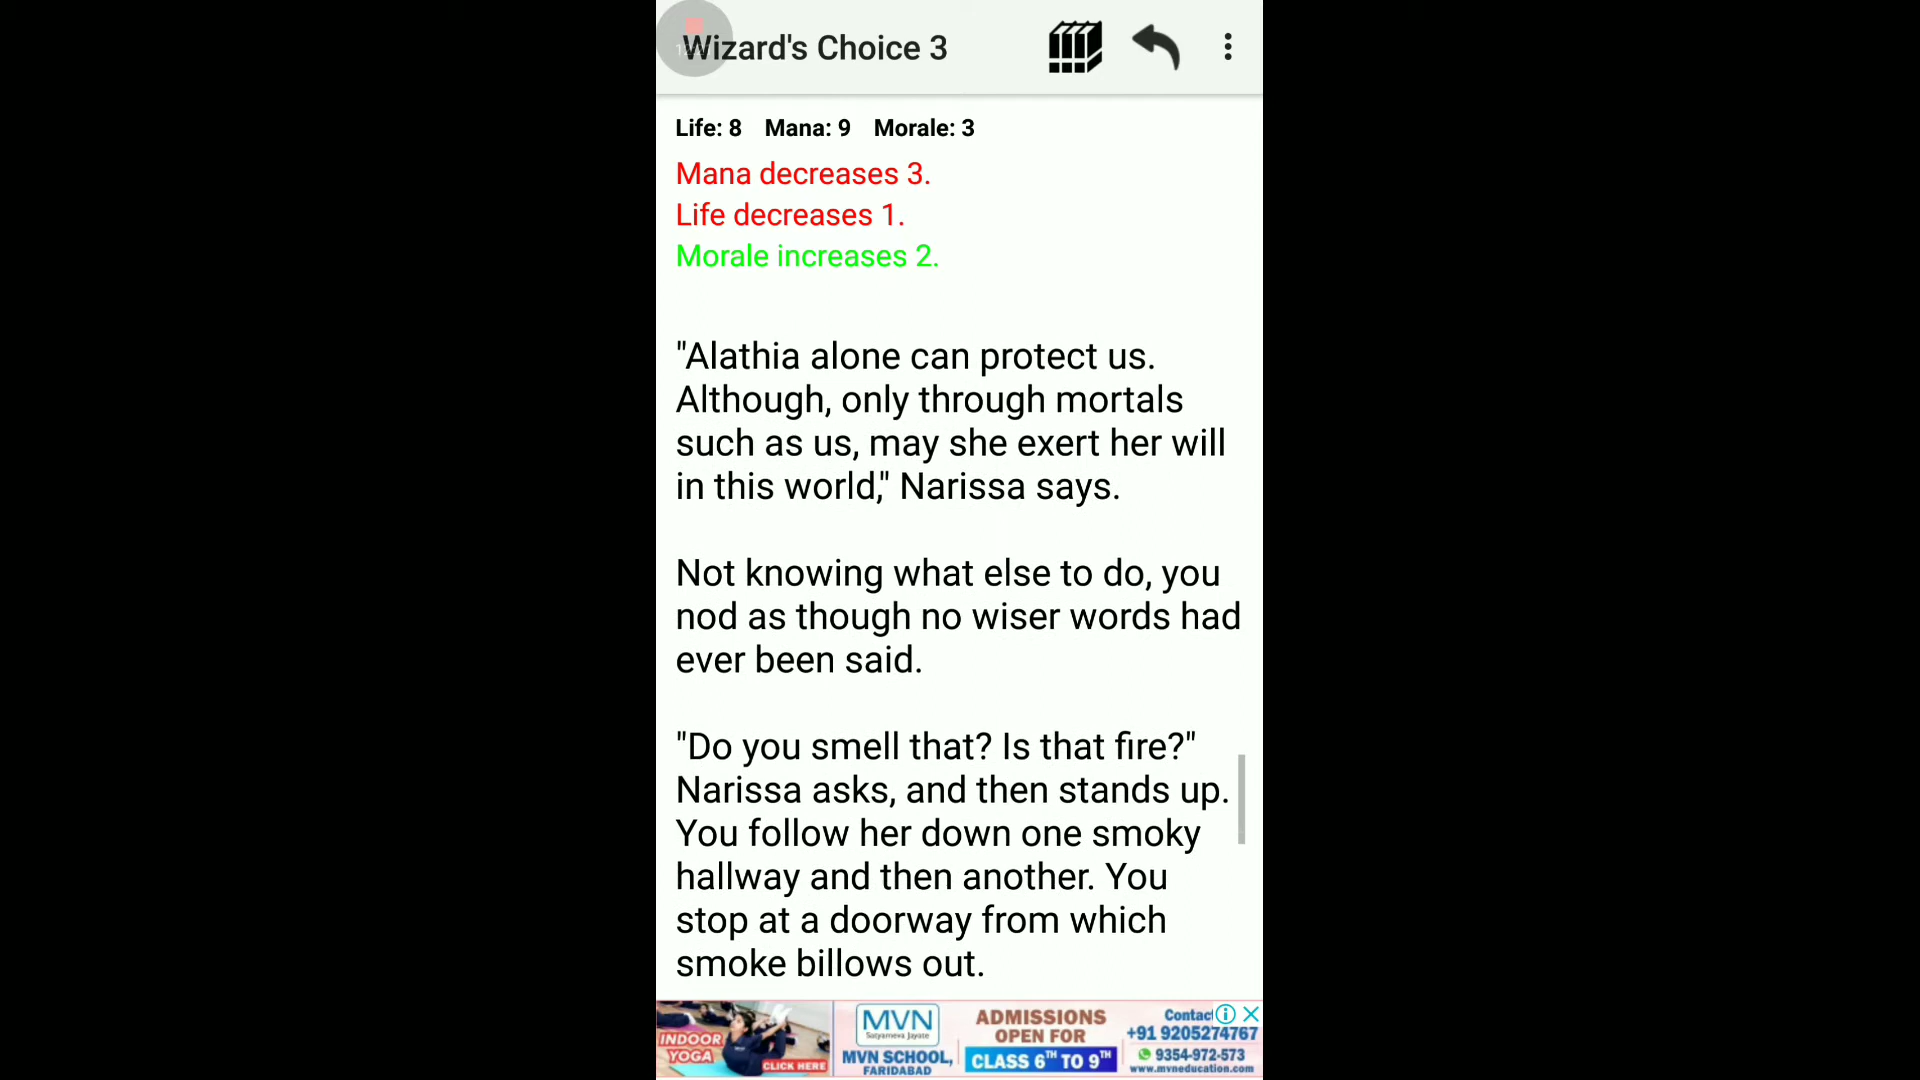 Wizard's Choice 3
Life: 8 Mana: 9 Morale: 3
Mana decreases 3.
Life decreases 1.
Morale increases 2.
"Alathia alone can protect us.
Although, only through mortals
such as us, may she exert her will
in this world," Narissa says.
Not knowing what else to do, you
nod as though no wiser words had
ever been said.
"Do you smell that? Is that fire?"
Narissa asks, and then stands up.
You follow her down one smoky
hallway and then another. You
stop at a doorway from which
smoke billows out.
INDOOR
YOGA
CLICK HERE
MVN
Satyameva Jayate
MVN SCHOOL,
FARIDABAD
ADMISSIONS
OPEN FOR
CLASS 6TH TO 9TH
Contact
+91 9205274767
9354-972-573
www.mvneducation.com